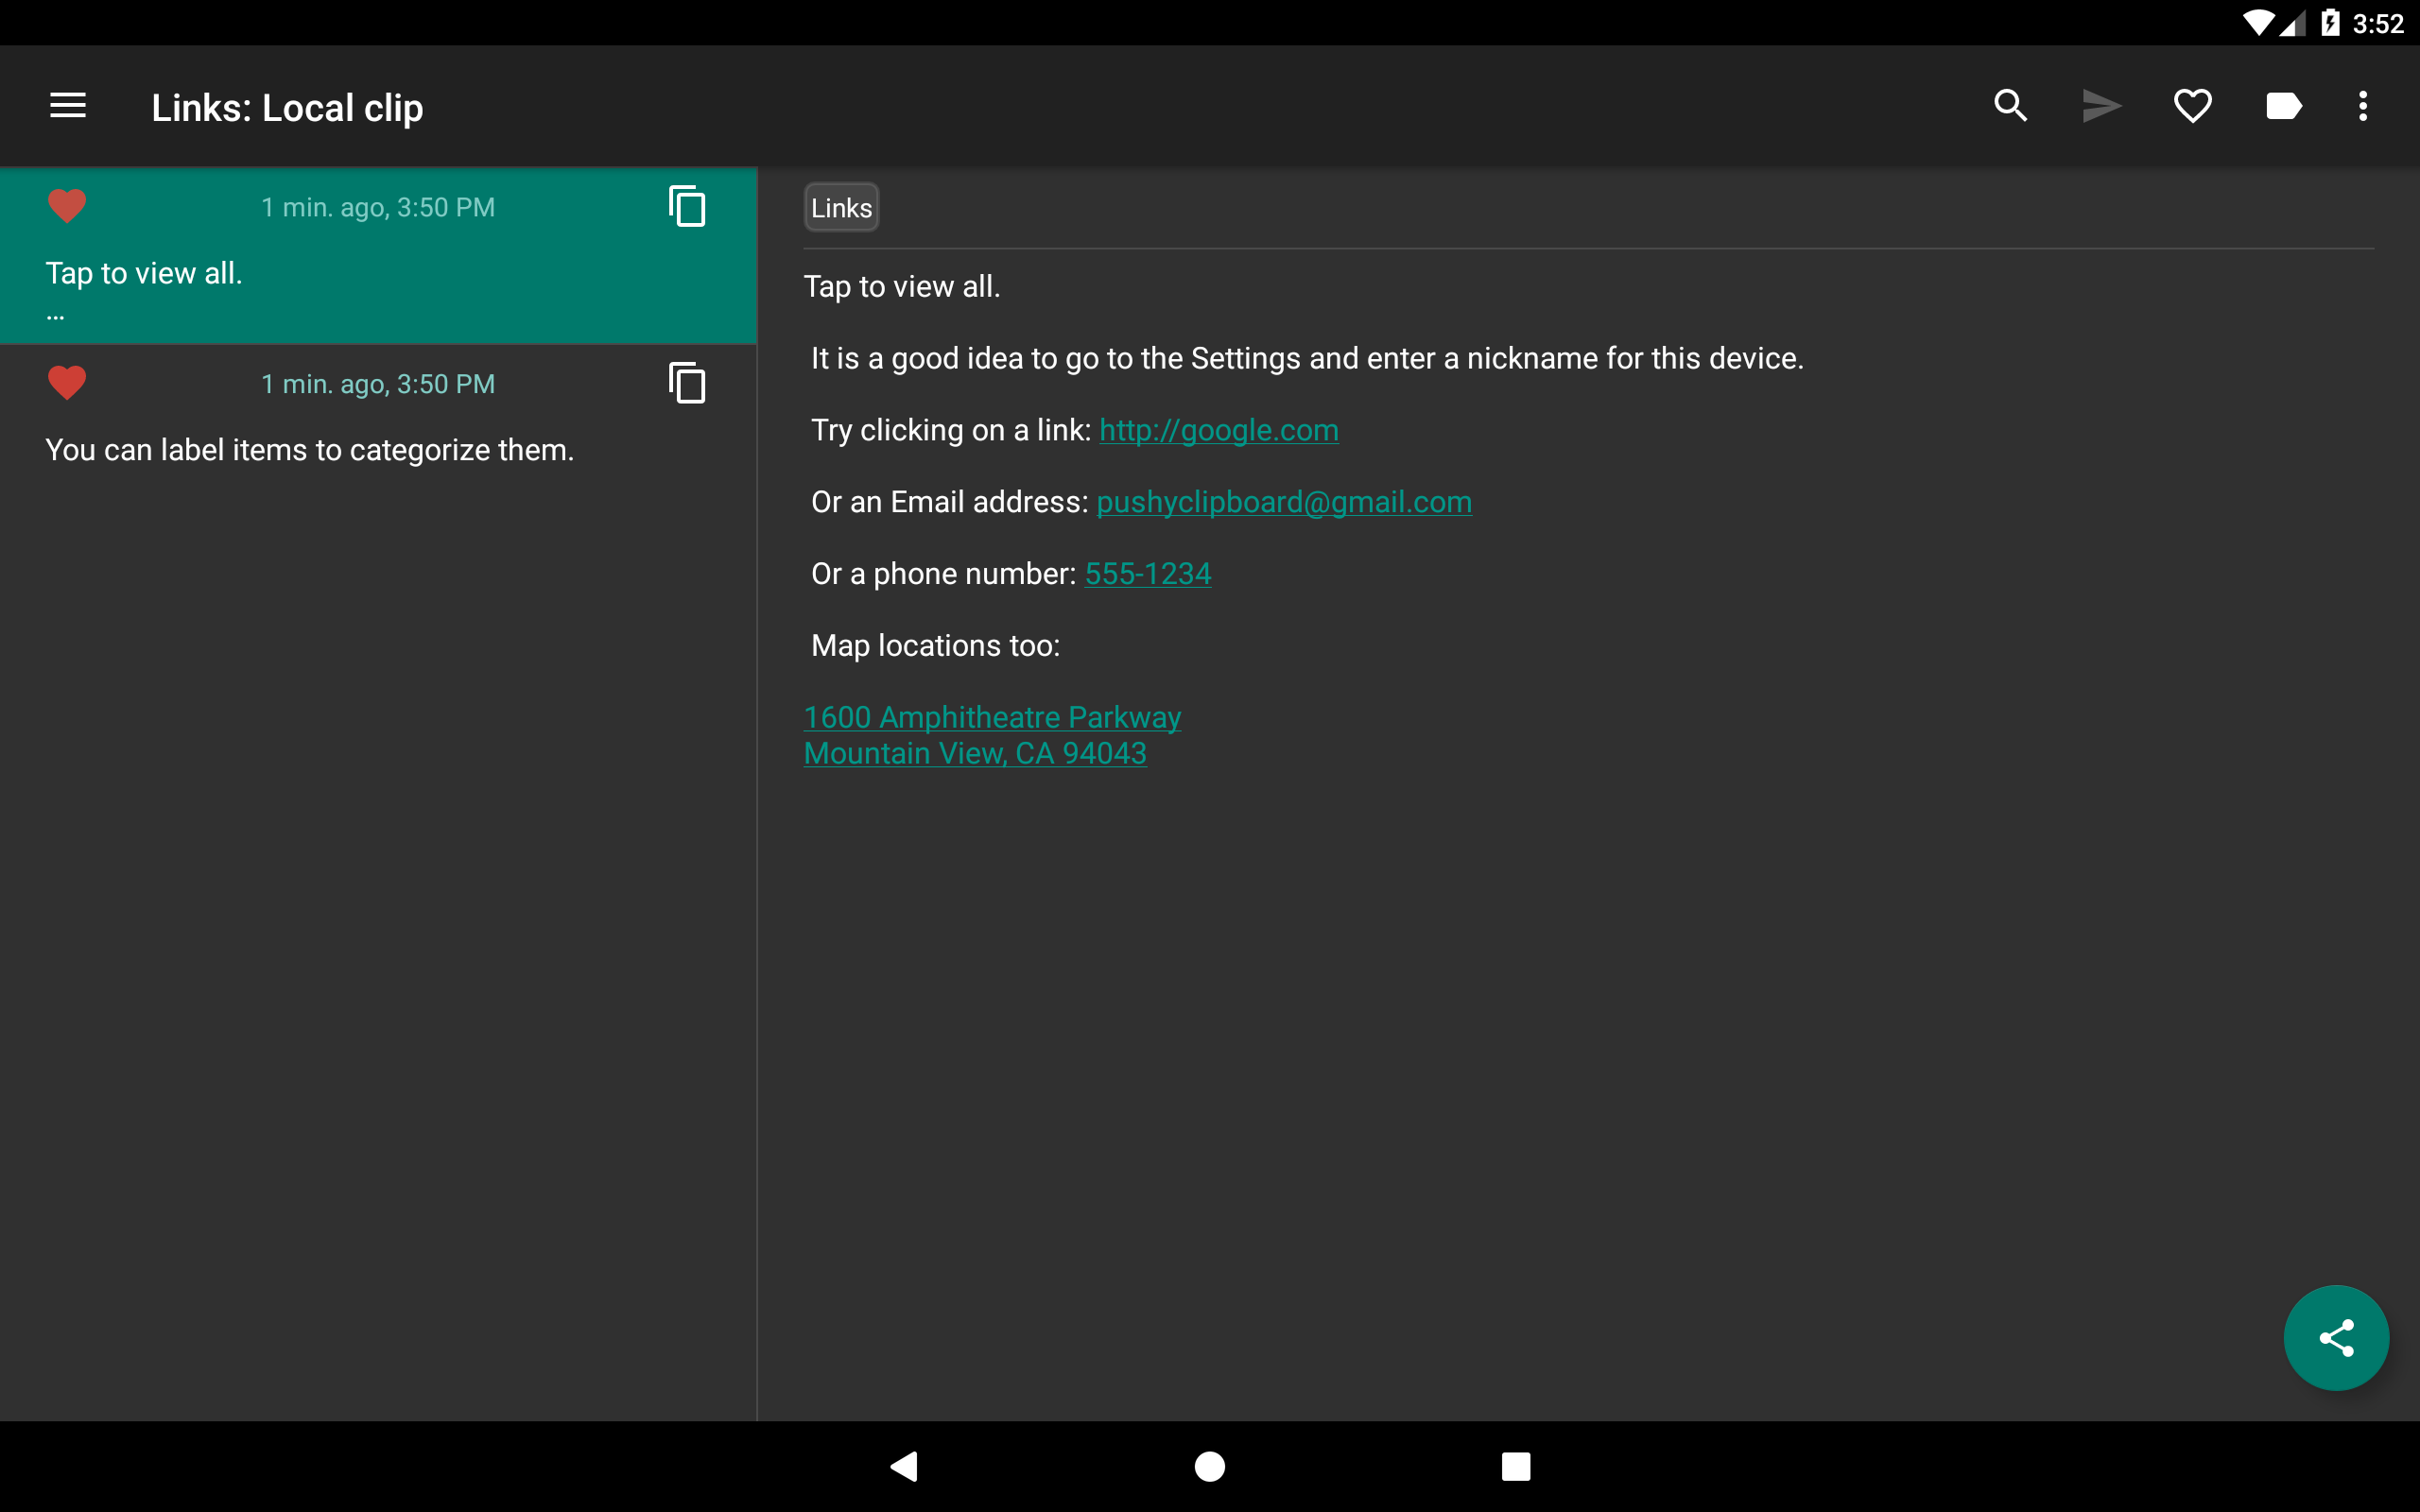 3:52
Links: Local clip
1 min. ago, 3:50 PM
Tap to view all.
...
1 min. ago, 3:50 PM
You can label items to categorize them.
Links
Tap to view all.
It is a good idea to go to the Settings and enter a nickname for this device.
Try clicking on a link: http://google.com
Or an Email address: pushyclipboard@gmail.com
Or a phone number: 555-1234
Map locations too:
1600 Amphitheatre Parkway
Mountain View, CA 94043